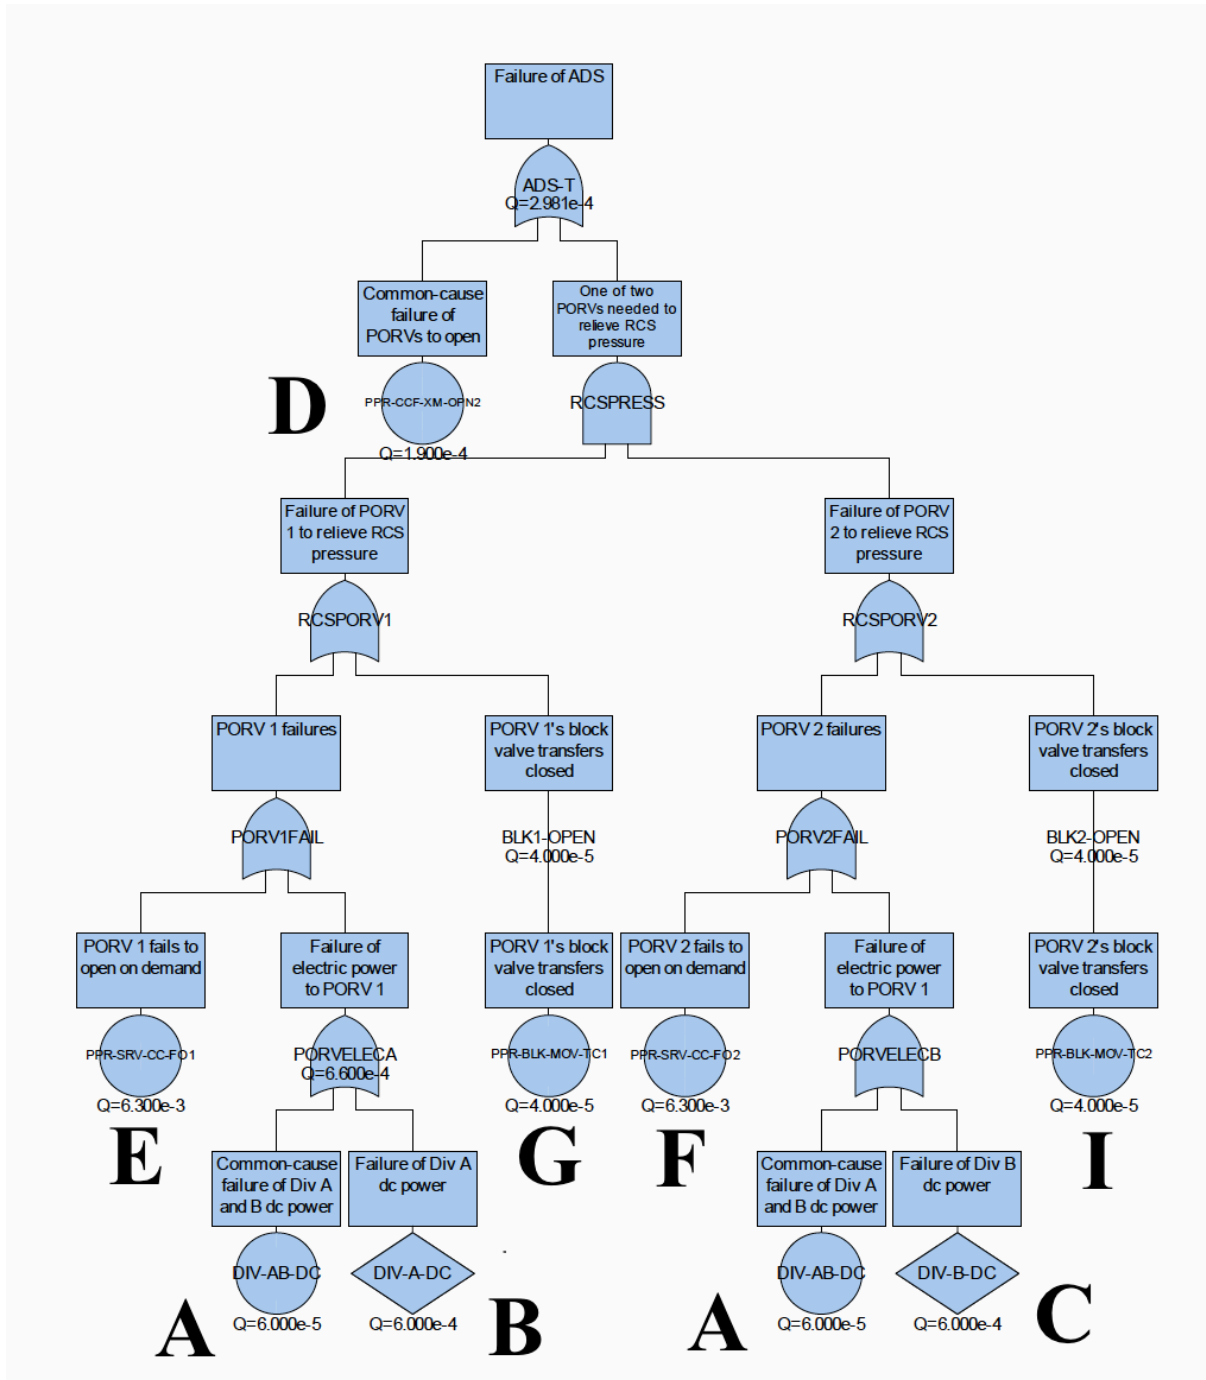 Failure of ADS
ADS-T
Q=2.981e-4
Common-cause
failure of
PORVs to open
One of two
PORVs needed to
relieve RCS
pressure
D
PPR-CCF-XM-OPN2
Q=1.900e-4
RCSPRESS
Failure of PORV
1 to relieve RCS
pressure
Failure of PORV
2 to relieve RCS
pressure
RCSPORV1
RCSPORV2
PORV 1 failures
PORV 1's block
valve transfers
closed
PORV 2 failures
PORV 2's block
valve transfers
closed
PORV1FAIL
BLK1-OPEN
Q=4.000e-5
PORV2FAIL
BLK2-OPEN
Q=4.000e-5
PORV 1 fails to
open on demand
Failure of
electric power
to PORV 1
PORV 1's block
valve transfers
closed
PORV 2 fails to
open on demand
Failure of
electric power
to PORV 1
PORV 2's block
valve transfers
closed
PPR-SRV-CC-FO1
Q=6.300e-3
PORVELECA
Q=6.600e-4
PPR-BLK-MOV-TC1
Q=4.000e-5
PPR-SRV-CC-FO2
Q=6.300e-3
PORVELECB
PPR-BLK-MOV-TC2
Q=4.000e-5
E
G
F
I
Common-cause
failure of Div A
and B dc power
Failure of Div A
dc power
Common-cause
failure of Div A
and B dc power
Failure of Div B
dc power
DIV-AB-DC
Q=6.000e-5
DIV-A-DC
Q=6.000e-4
DIV-AB-DC
Q=6.000e-5
DIV-B-DC
Q=6.000e-4
A
B
A
C